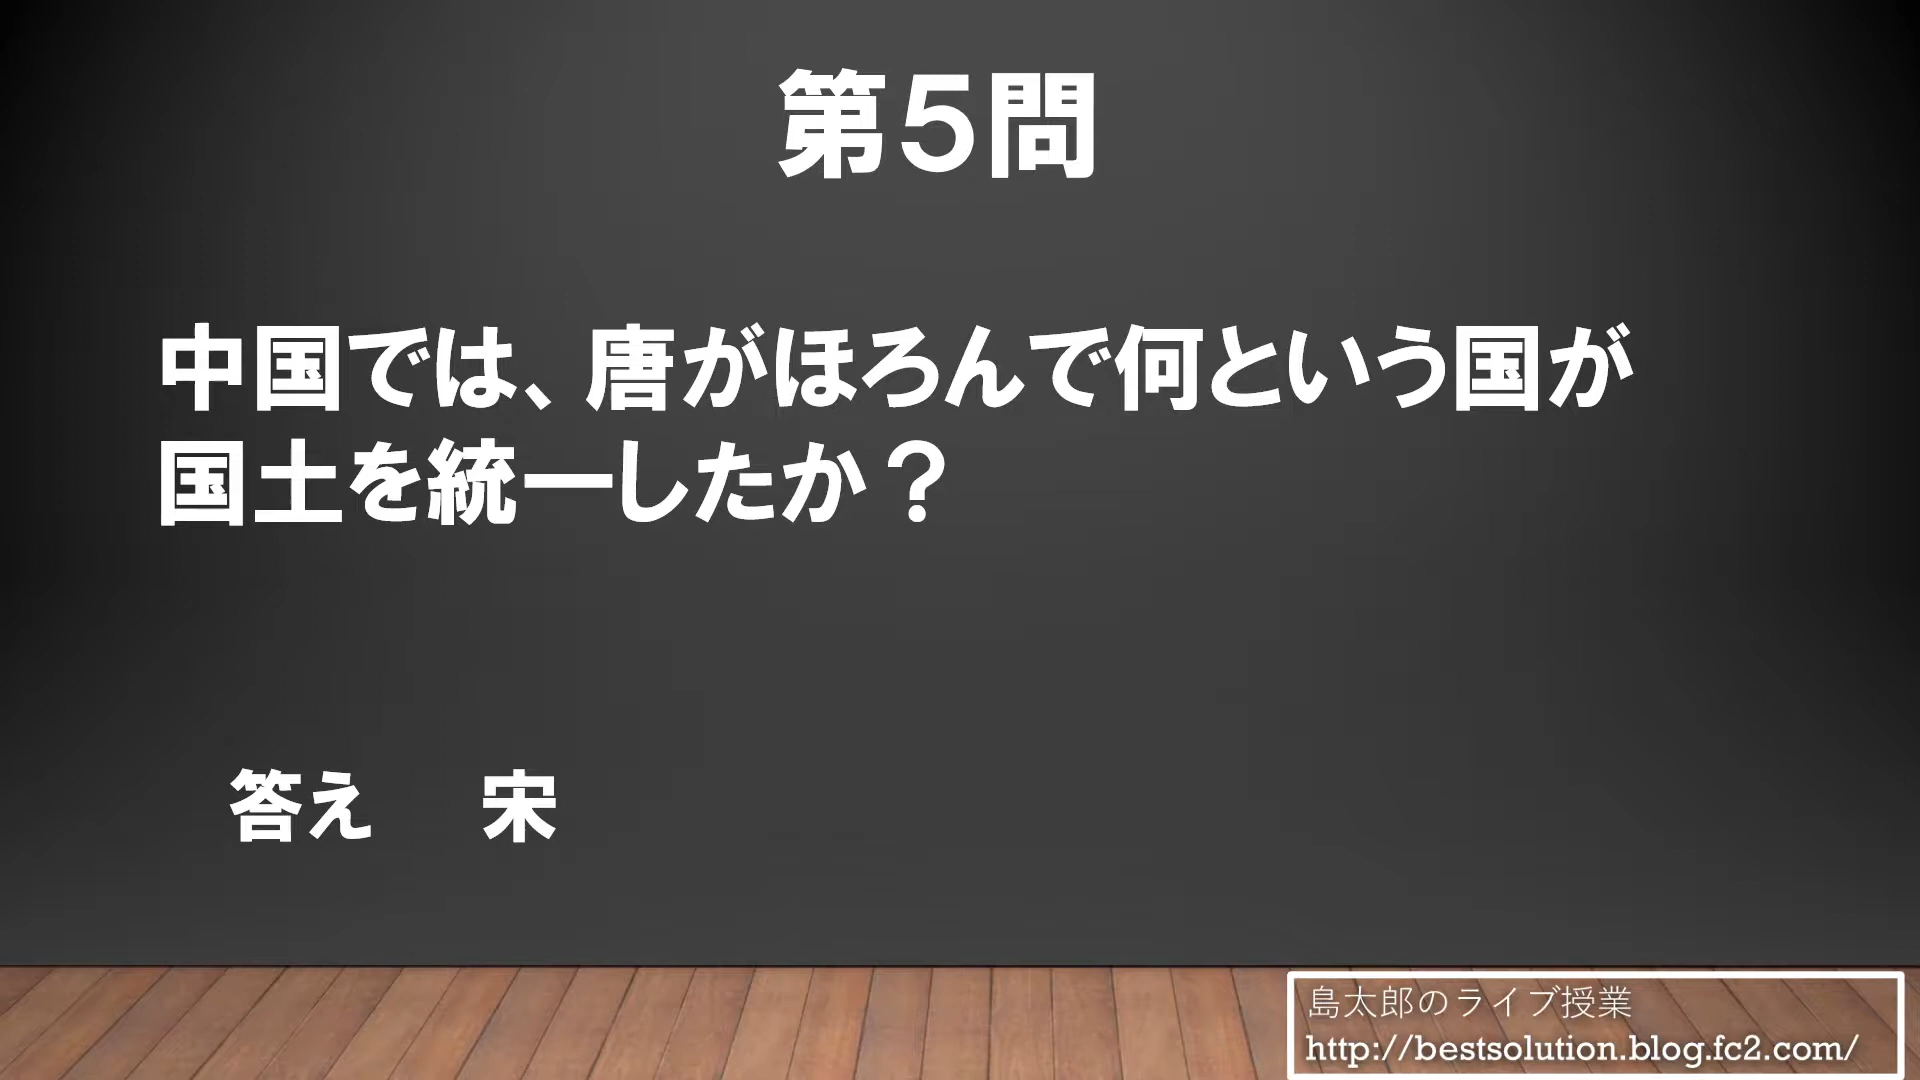 第5問
中国では、唐がほろんで何という国が
国土を統一したか？
答え　宋
島太郎のライブ授業
http://bestsolution.blog.fc2.com/